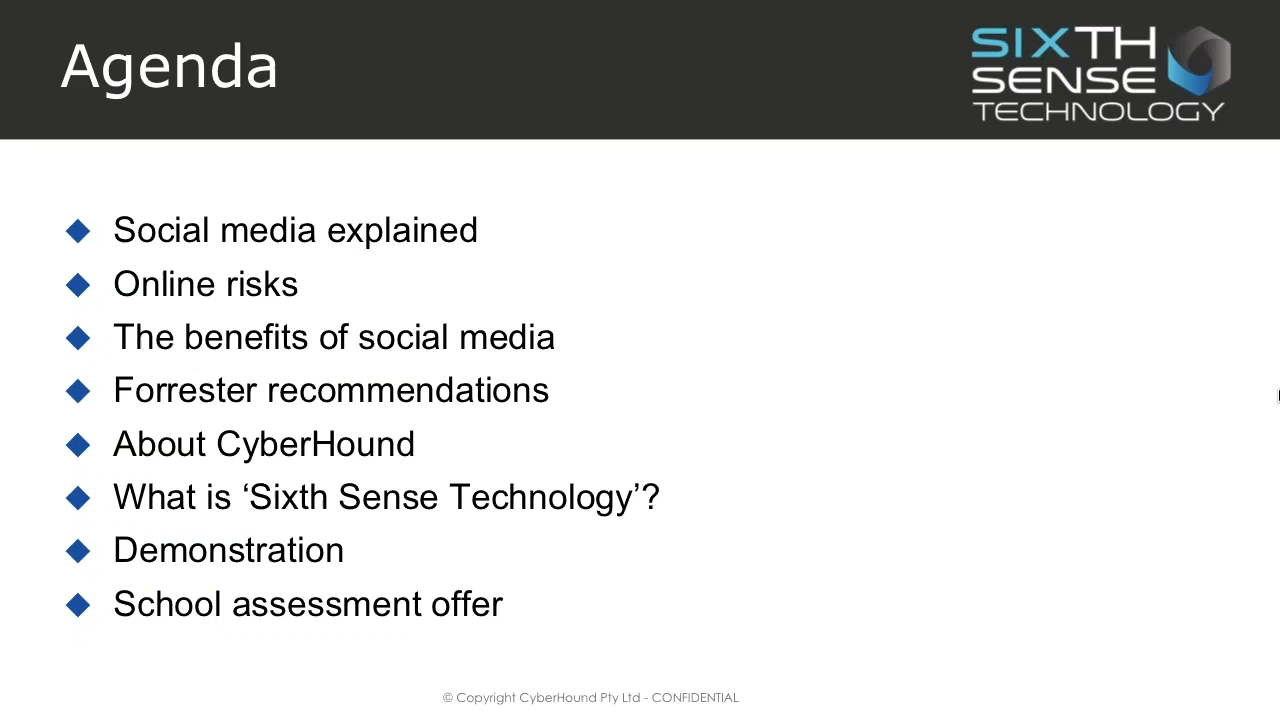 Agenda
SIXTH
SENSE
TECHNOLOGY
Social media explained
Online risks
The benefits of social media
Forrester recommendations
About CyberHound
What is ‘Sixth Sense Technology’?
Demonstration
School assessment offer
© Copyright CyberHound Pty Ltd - CONFIDENTIAL